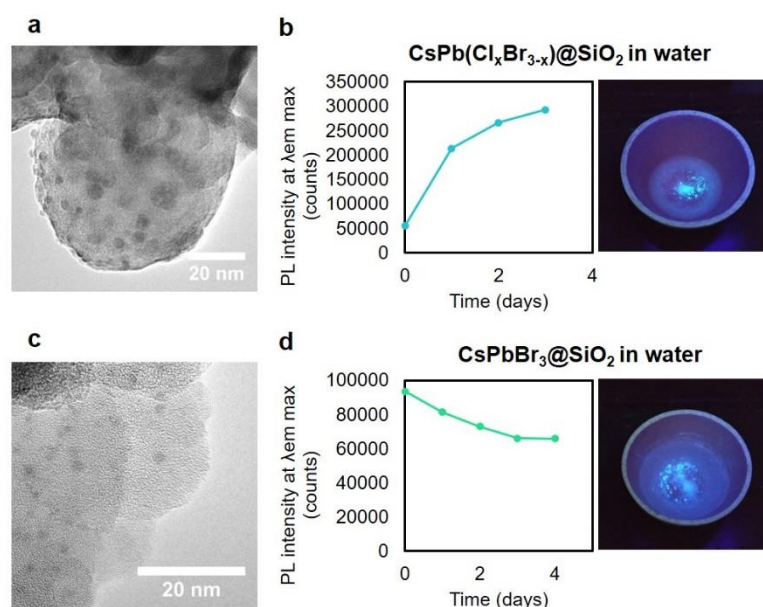 a
20 nm
b
CsPb(ClxBr3-x)@SiO2 in water
PL intensity at λem max
(counts)
350000
300000
250000
200000
150000
100000
50000
0
0
2
4
Time (days)
c
20 nm
d
CsPbBr3@SiO2 in water
PL intensity at λem max
(counts)
100000
80000
60000
40000
20000
0
0
2
4
Time (days)